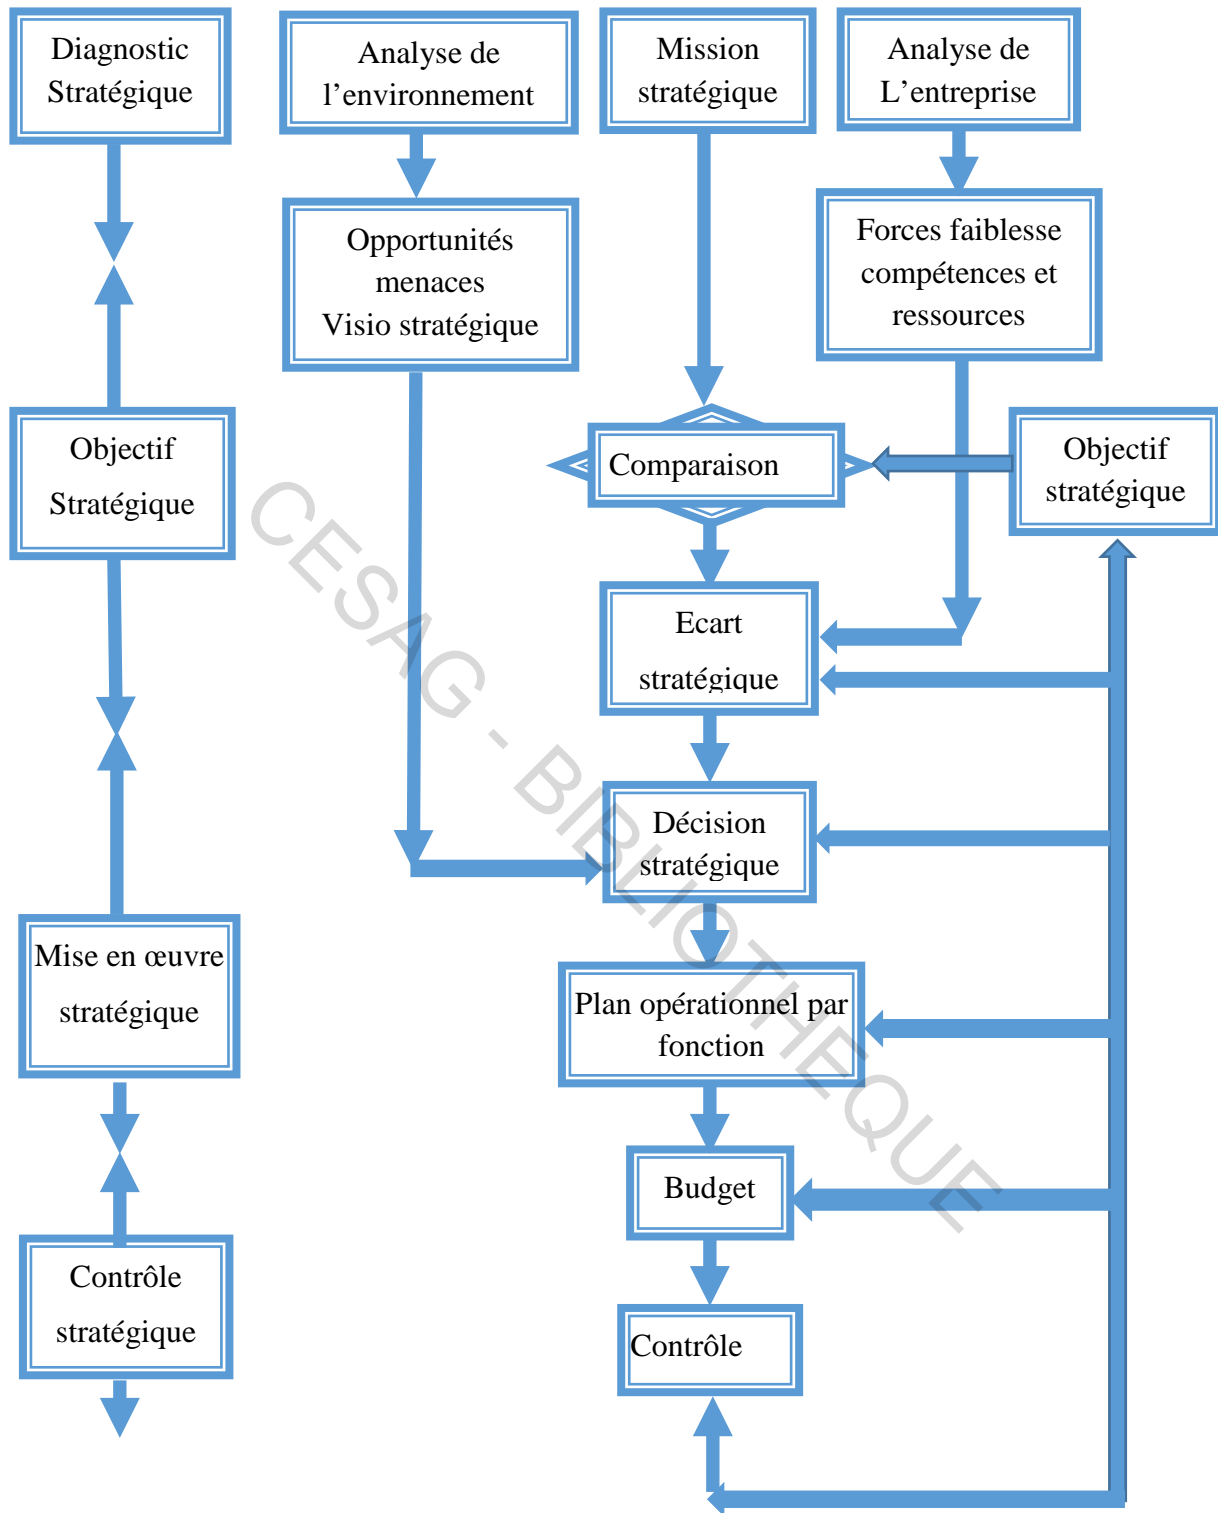 Diagnostic
Stratégique
Analyse de
l’environnement
Mission
stratégique
Analyse de
L’entreprise
Opportunités
menaces
Visio stratégique
Forces faiblesse
compétences et
ressources
Objectif
Stratégique
Comparaison
Objectif
stratégique
Ecart
stratégique
Décision
stratégique
Mise en œuvre
stratégique
Plan opérationnel par
fonction
Budget
Contrôle
stratégique
Contrôle
CESAG - BIBLIOTHEQUE